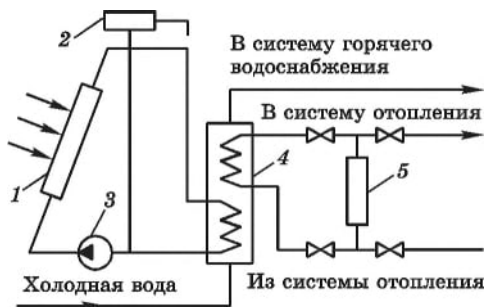 2
В систему горячего
водоснабжения
В систему отопления
4
5
1
3
Холодная вода
Из системы отопления